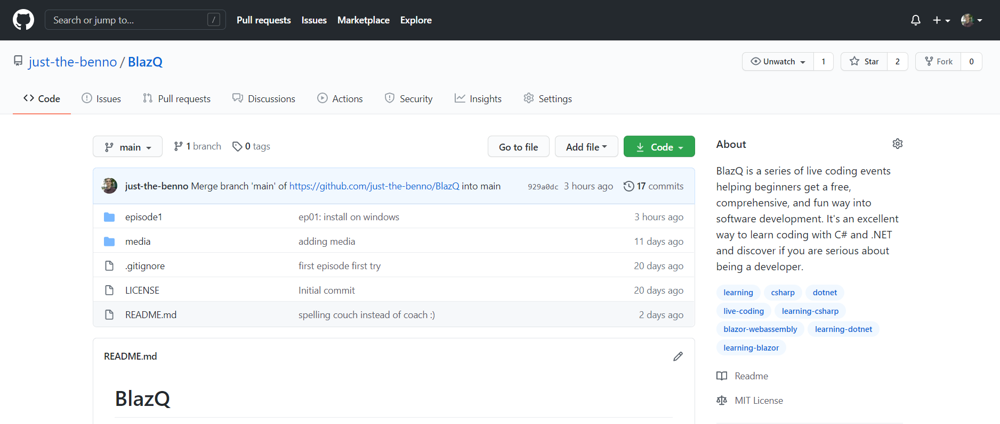 Search or jump to... / Pull requests Issues Marketplace Explore
just-the-benno / BlazQ Unwatch 1 Star 2 Fork 0
Code Issues Pull requests Discussions Actions Security Insights Settings
main 1 branch 0 tags Go to file Add file Code
just-the-benno Merge branch 'main' of https://github.com/just-the-benno/BlazQ into main 929a0dc 3 hours ago 17 commits
episode1 ep01: install on windows 3 hours ago
media adding media 11 days ago
.gitignore first episode first try 20 days ago
LICENSE Initial commit 20 days ago
README.md spelling couch instead of coach :) 2 days ago
README.md
BlazQ
About
BlazQ is a series of live coding events
helping beginners get a free,
comprehensive, and fun way into
software development. It's an excellent
way to learn coding with C# and .NET
and discover if you are serious about
being a developer.
learning csharp dotnet
live-coding learning-csharp
blazor-webassembly learning-dotnet
learning-blazor
Readme
MIT License